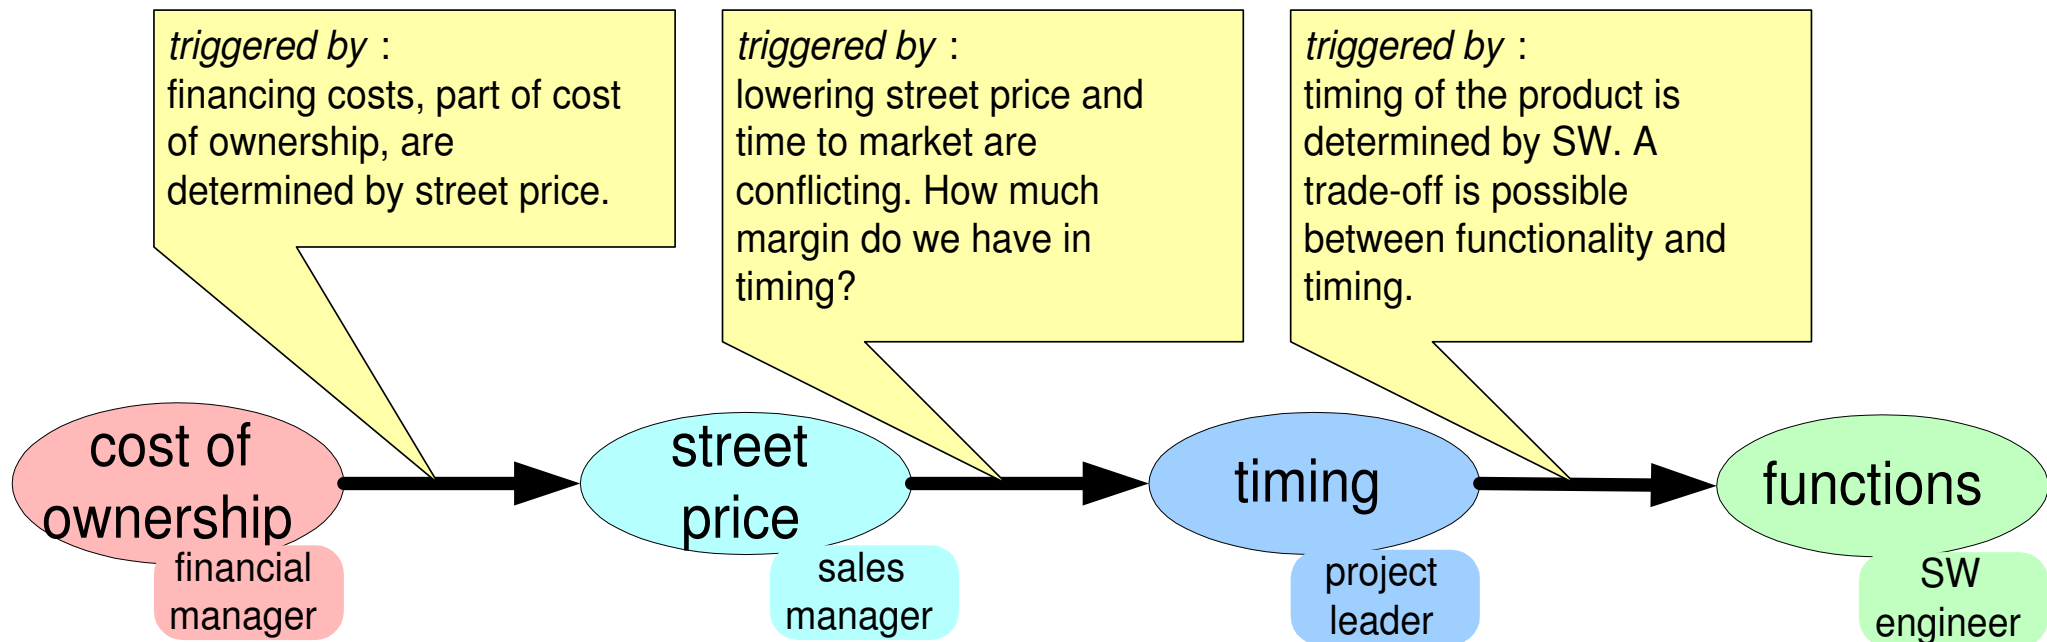 triggered by :
financing costs, part of cost
of ownership, are
determined by street price.
triggered by :
lowering street price and
time to market are
conflicting. How much
margin do we have in
timing?
triggered by :
timing of the product is
determined by SW. A
trade-off is possible
between functionality and
timing.
cost of
ownership
financial
manager
street
price
sales
manager
timing
project
leader
functions
SW
engineer